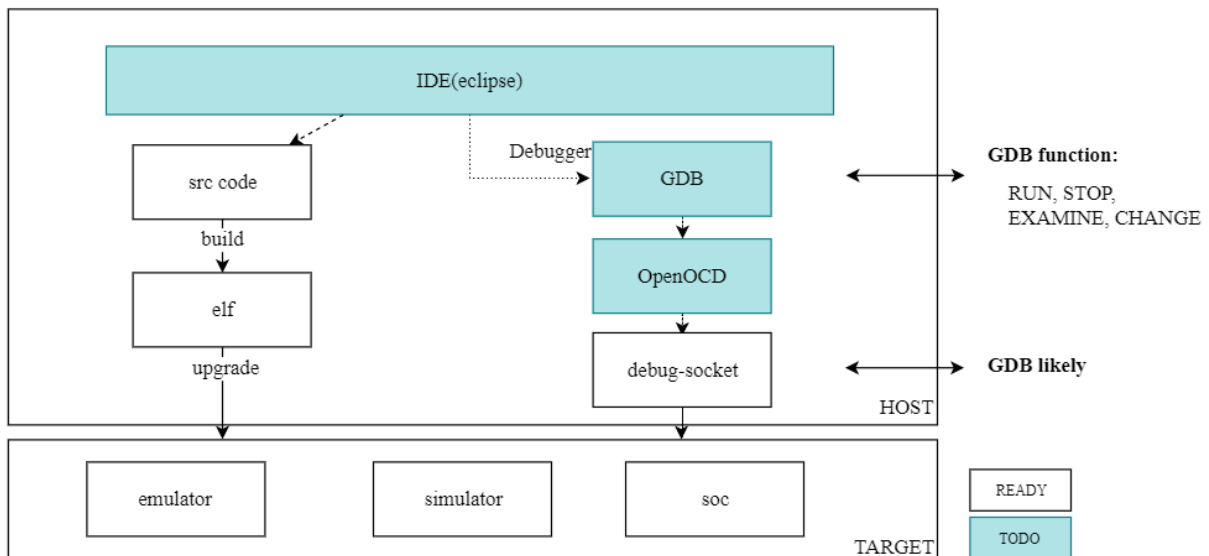 IDE(eclipse)
Debugger
src code
GDB
GDB function:
RUN, STOP,
EXAMINE, CHANGE
build
OpenOCD
elf
upgrade
debug-socket
GDB likely
HOST
emulator
simulator
soc
READY
TODO
TARGET